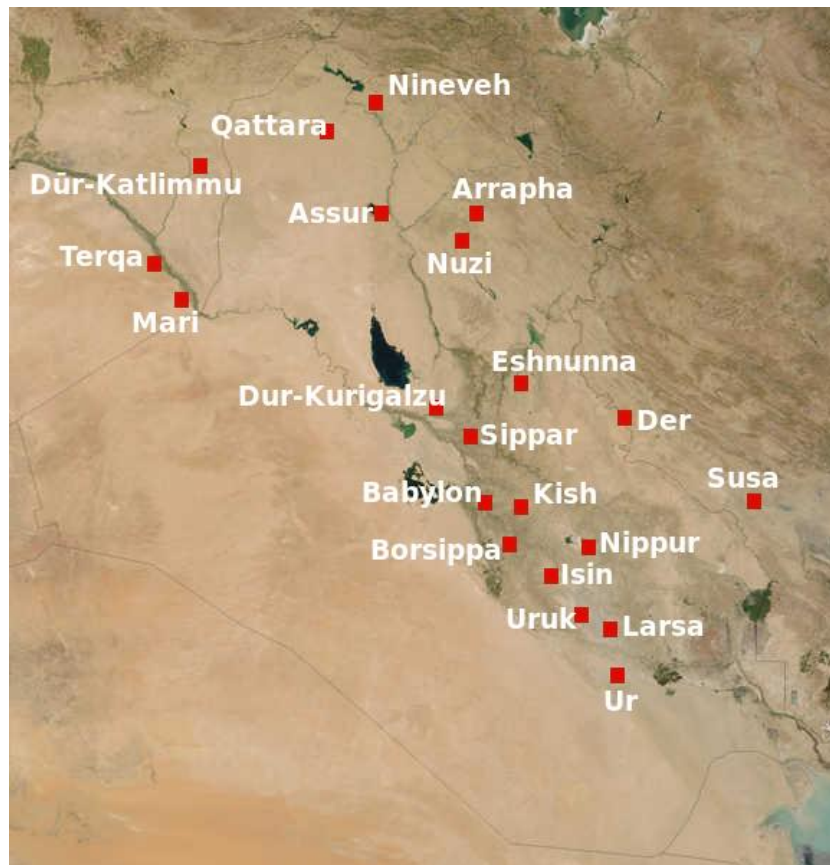 Nineveh
Qattara
Dūr-Katlimmu
Arrapha
Assur
Terqa
Nuzi
Mari
Eshnunna
Dur-Kurigalzu
Der
Sippar
Susa
Babylon
Kish
Borsippa
Nippur
Isin
Uruk
Larsa
Ur